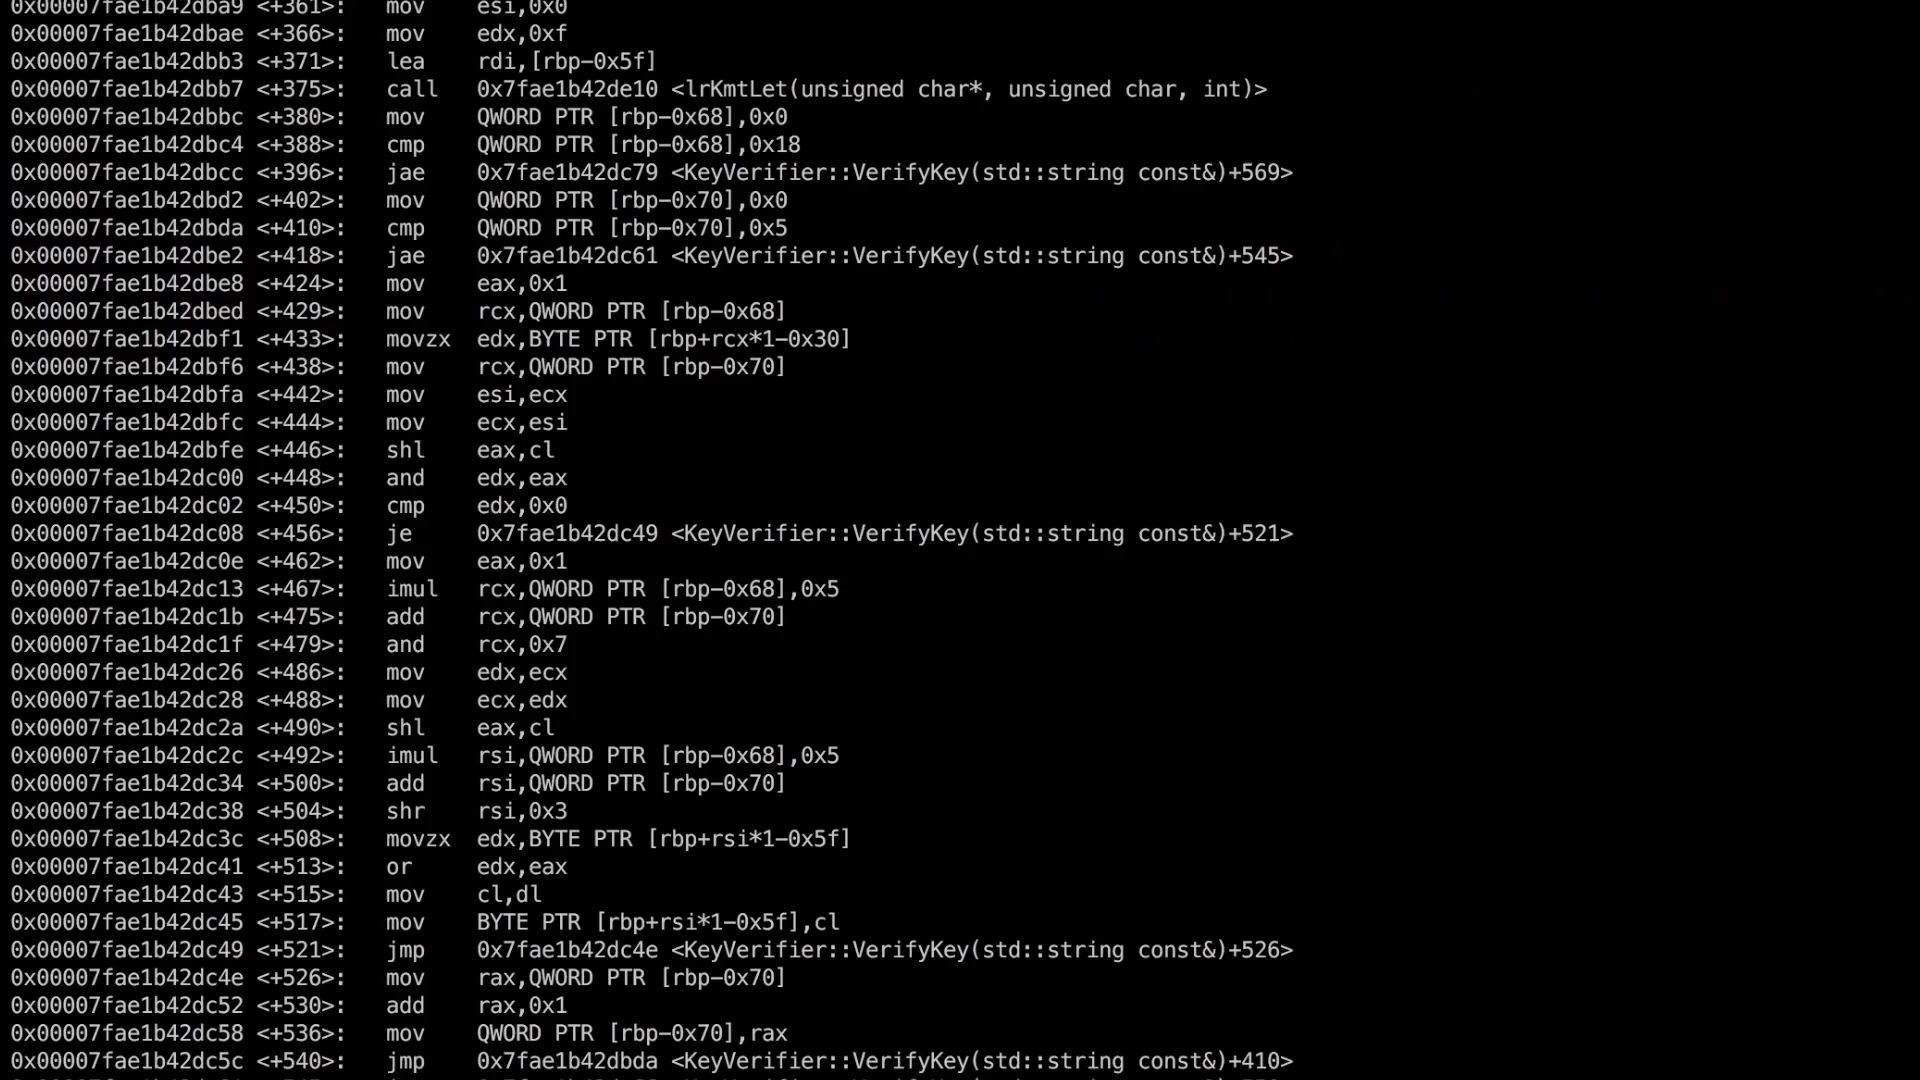 0x00007fae1b42dba9 <+361>: mov esi,0x0
0x00007fae1b42dbae <+366>: mov edx,0xf
0x00007fae1b42dbb3 <+371>: lea rdi,[rbp-0x5f]
0x00007fae1b42dbb7 <+375>: call 0x7fae1b42de10 <lrKmtLet(unsigned char*, unsigned char, int)>
0x00007fae1b42dbbc <+380>: mov QWORD PTR [rbp-0x68],0x0
0x00007fae1b42dbc4 <+388>: cmp QWORD PTR [rbp-0x68],0x18
0x00007fae1b42dbcc <+396>: jae 0x7fae1b42dc79 <KeyVerifier::VerifyKey(std::string const&)+569>
0x00007fae1b42dbd2 <+402>: mov QWORD PTR [rbp-0x70],0x0
0x00007fae1b42dbda <+410>: cmp QWORD PTR [rbp-0x70],0x5
0x00007fae1b42dbe2 <+418>: jae 0x7fae1b42dc61 <KeyVerifier::VerifyKey(std::string const&)+545>
0x00007fae1b42dbe8 <+424>: mov eax,0x1
0x00007fae1b42dbed <+429>: mov rcx,QWORD PTR [rbp-0x68]
0x00007fae1b42dbf1 <+433>: movzx edx,BYTE PTR [rbp+rcx*1-0x30]
0x00007fae1b42dbf6 <+438>: mov rcx,QWORD PTR [rbp-0x70]
0x00007fae1b42dbfa <+442>: mov esi,ecx
0x00007fae1b42dbfc <+444>: mov ecx,esi
0x00007fae1b42dbfe <+446>: shl eax,cl
0x00007fae1b42dc00 <+448>: and edx,eax
0x00007fae1b42dc02 <+450>: cmp edx,0x0
0x00007fae1b42dc08 <+456>: je 0x7fae1b42dc49 <KeyVerifier::VerifyKey(std::string const&)+521>
0x00007fae1b42dc0e <+462>: mov eax,0x1
0x00007fae1b42dc13 <+467>: imul rcx,QWORD PTR [rbp-0x68],0x5
0x00007fae1b42dc1b <+475>: add rcx,QWORD PTR [rbp-0x70]
0x00007fae1b42dc1f <+479>: and rcx,0x7
0x00007fae1b42dc26 <+486>: mov edx,ecx
0x00007fae1b42dc28 <+488>: mov ecx,edx
0x00007fae1b42dc2a <+490>: shl eax,cl
0x00007fae1b42dc2c <+492>: imul rsi,QWORD PTR [rbp-0x68],0x5
0x00007fae1b42dc34 <+500>: add rsi,QWORD PTR [rbp-0x70]
0x00007fae1b42dc38 <+504>: shr rsi,0x3
0x00007fae1b42dc3c <+508>: movzx edx,BYTE PTR [rbp+rsi*1-0x5f]
0x00007fae1b42dc41 <+513>: or edx,eax
0x00007fae1b42dc43 <+515>: mov cl,dl
0x00007fae1b42dc45 <+517>: mov BYTE PTR [rbp+rsi*1-0x5f],cl
0x00007fae1b42dc49 <+521>: jmp 0x7fae1b42dc4e <KeyVerifier::VerifyKey(std::string const&)+526>
0x00007fae1b42dc4e <+526>: mov rax,QWORD PTR [rbp-0x70]
0x00007fae1b42dc52 <+530>: add rax,0x1
0x00007fae1b42dc58 <+536>: mov QWORD PTR [rbp-0x70],rax
0x00007fae1b42dc5c <+540>: jmp 0x7fae1b42dbda <KeyVerifier::VerifyKey(std::string const&)+410>